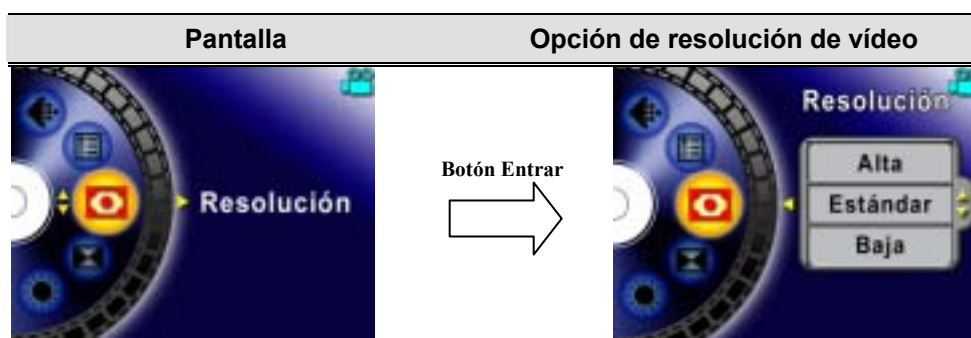 Pantalla
Opción de resolución de vídeo
Resolución
Botón Entrar
Resolución
Alta
Estándar
Baja